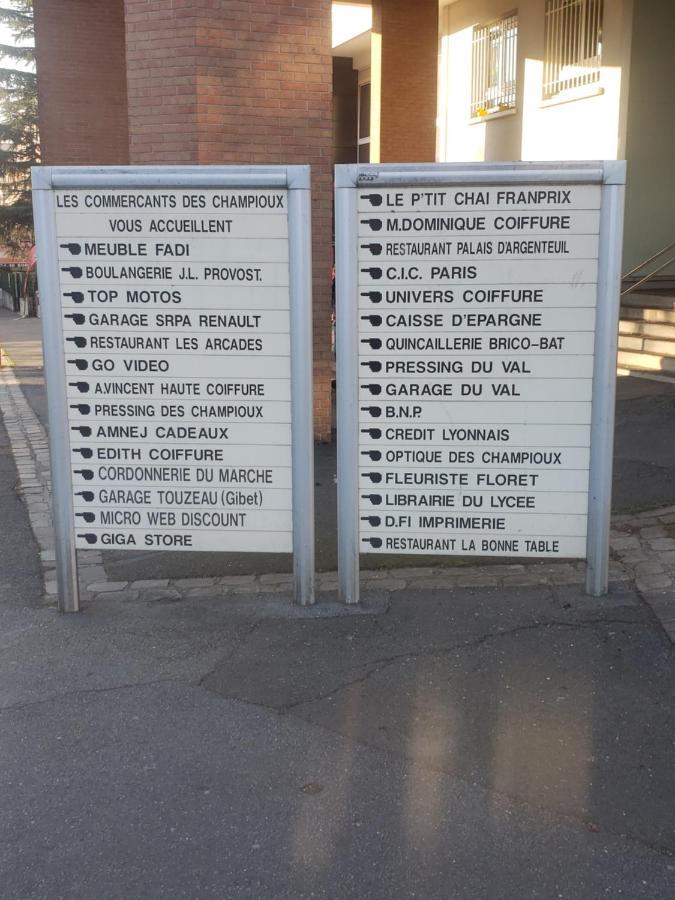 LES COMMERCANTS DES CHAMPIOUX
VOUS ACCUEILLENT
MEUBLE FADI
BOULANGERIE J.L. PROVOST.
TOP MOTOS
GARAGE SRPA RENAULT
RESTAURANT LES ARCADES
GO VIDEO
A.VINCENT HAUTE COIFFURE
PRESSING DES CHAMPIOUX
AMNEJ CADEAUX
EDITH COIFFURE
CORDONNERIE DU MARCHE
GARAGE TOUZEAU (Gibet)
MICRO WEB DISCOUNT
GIGA STORE
LE P'TIT CHAI FRANPRIX
M.DOMINIQUE COIFFURE
RESTAURANT PALAIS D'ARGENTEUIL
C.I.C. PARIS
UNIVERS COIFFURE
CAISSE D'EPARGNE
QUINCAILLERIE BRICO-BAT
PRESSING DU VAL
GARAGE DU VAL
B.N.P.
CREDIT LYONNAIS
OPTIQUE DES CHAMPIOUX
FLEURISTE FLORET
LIBRAIRIE DU LYCEE
D.FI IMPRIMERIE
RESTAURANT LA BONNE TABLE